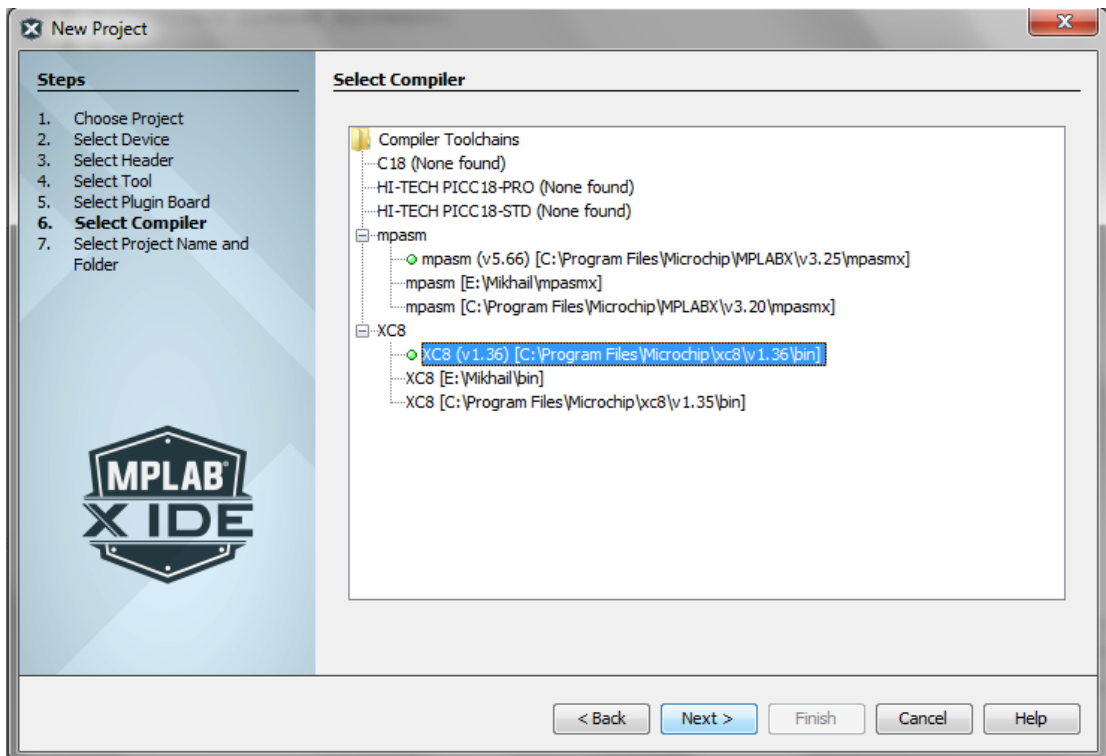 New Project
Steps
1. Choose Project
2. Select Device
3. Select Header
4. Select Tool
5. Select Plugin Board
6. Select Compiler
7. Select Project Name and
Folder
MPLAB
X IDE
Select Compiler
Compiler Toolchains
C18 (None found)
HI-TECH PICC18-PRO (None found)
HI-TECH PICC18-STD (None found)
mpasm
mpasm (v5.66) [C:\Program Files\Microchip\MPLABX\v3.25\mpasmx]
mpasm [E:\Mikhail\mpasmx]
mpasm [C:\Program Files\Microchip\MPLABX\v3.20\mpasmx]
XC8
XC8 (v1.36) [C:\Program Files\Microchip\xc8\v1.36\bin]
XC8 [E:\Mikhail\bin]
XC8 [C:\Program Files\Microchip\xc8\v1.35\bin]
< Back Next > Finish Cancel Help